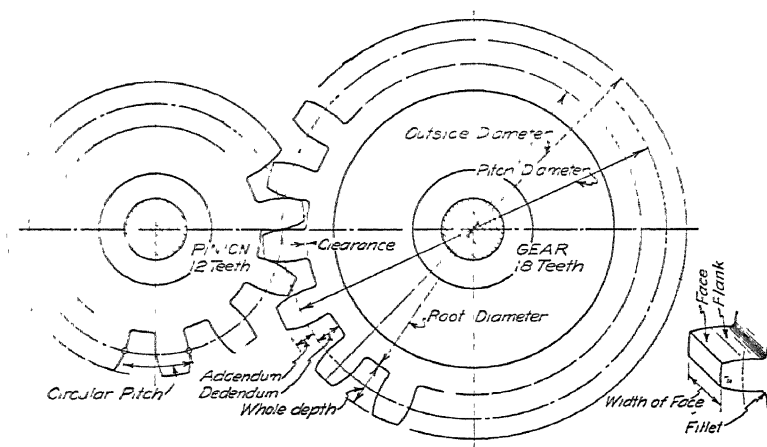 Outside Diameter
Pitch Diameter
PINION
12 Teeth
Clearance
GEAR
18 Teeth
Root Diameter
Face
Flank
Addendum
Dedendum
Whole depth
Circular Pitch
Width of Face
Fillet